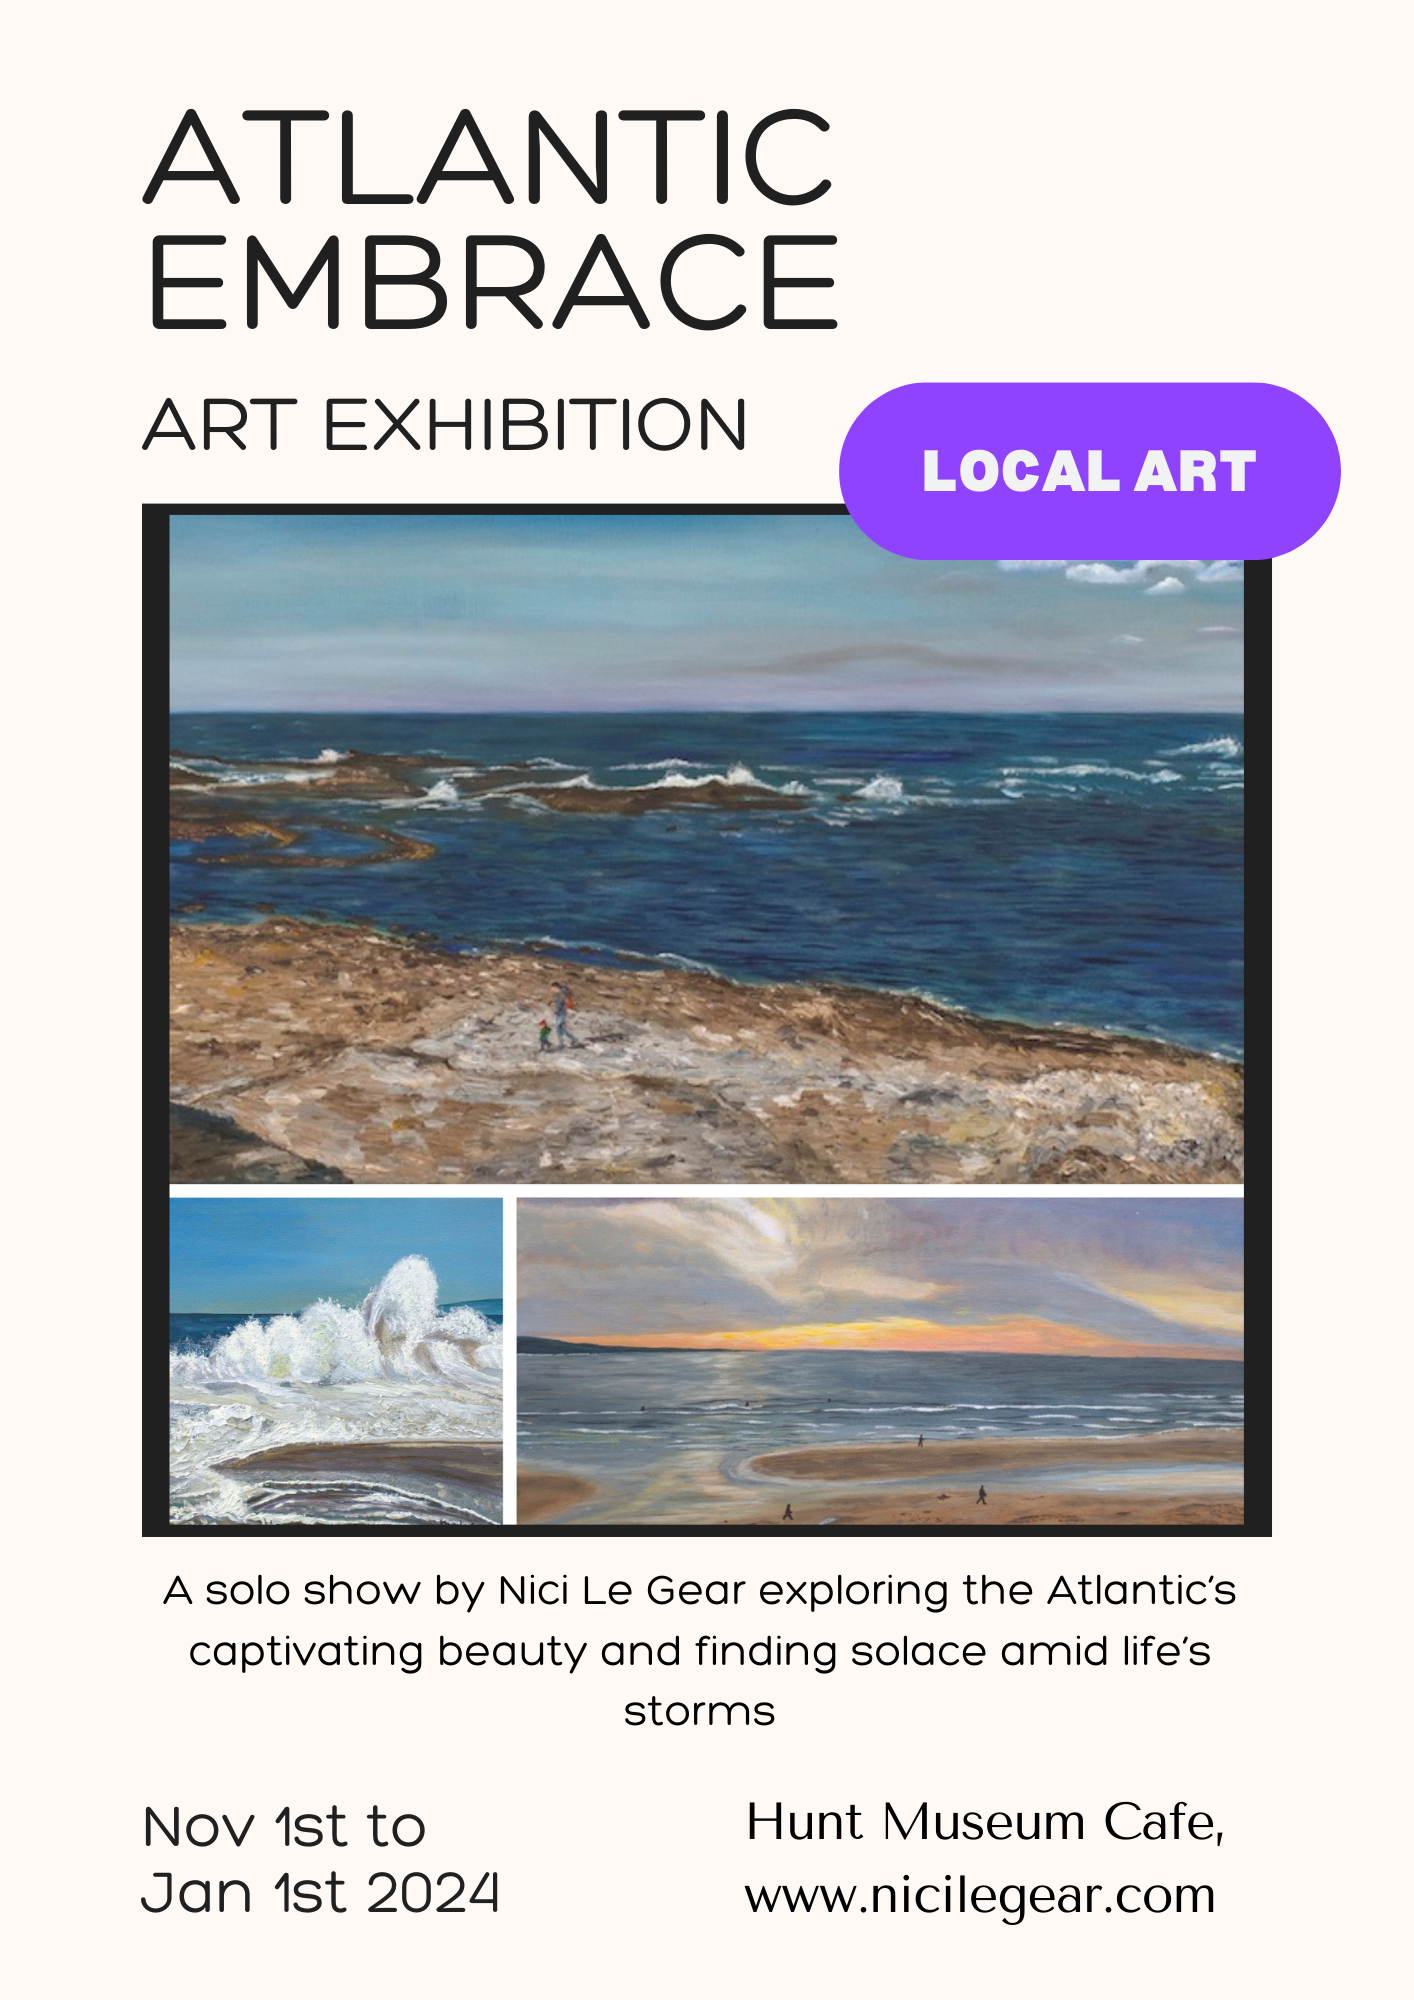 ATLANTIC
EMBRACE
ART EXHIBITION
LOCAL ART
A solo show by Nici Le Gear exploring the Atlantic's
captivating beauty and finding solace amid life's
storms
Nov 1st to
Jan 1st 2024
Hunt Museum Cafe,
www.nicilegear.com